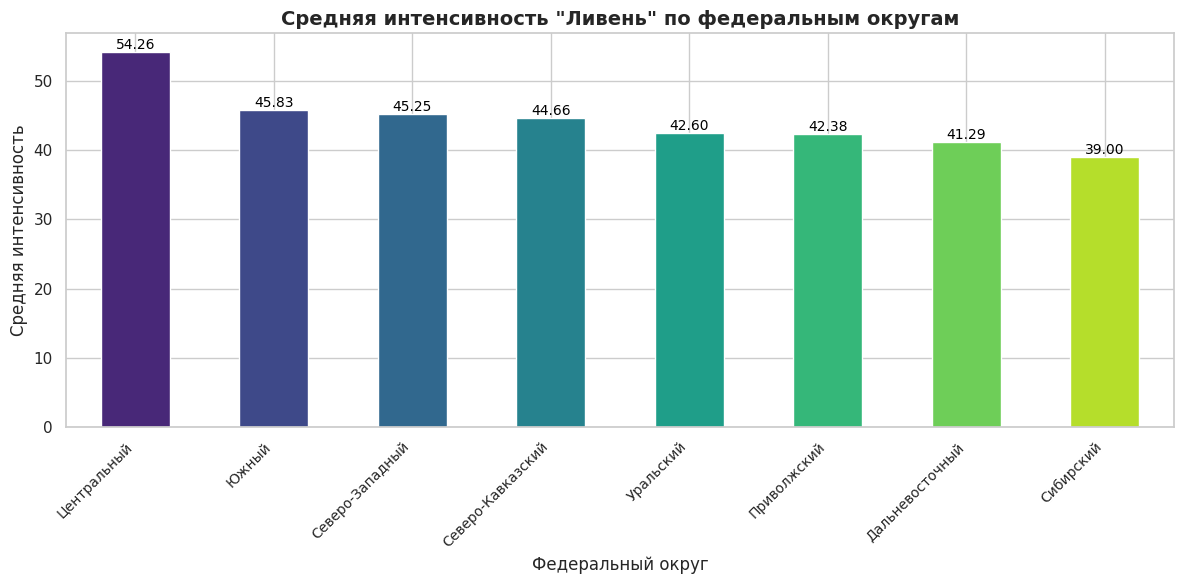 Средняя интенсивность "Ливень" по федеральным округам
Средняя интенсивность
50
40
30
20
10
0
54.26
45.83
45.25
44.66
42.60
42.38
41.29
39.00
Центральный
Южный
Северо-Западный
Северо-Кавказский
Уральский
Приволжский
Дальневосточный
Сибирский
Федеральный округ